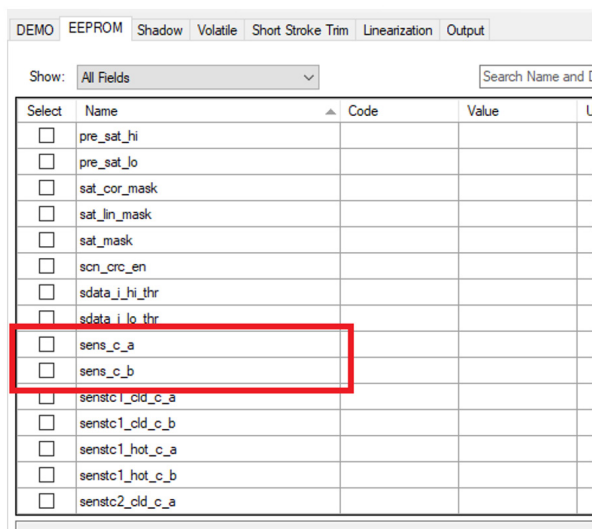 DEMO EEPROM Shadow Volatile Short Stroke Trim Linearization Output
Show: All Fields Search Name and
Select Name Code Value
pre_sat_hi
pre_sat_lo
sat_cor_mask
sat_lin_mask
sat_mask
scn_crc_en
sdata_i_hi_thr
sdata_i_lo_thr
sens_c_a
sens_c_b
senstc1_cld_c_a
senstc1_cld_c_b
senstc1_hot_c_a
senstc1_hot_c_b
senstc2_cld_c_a